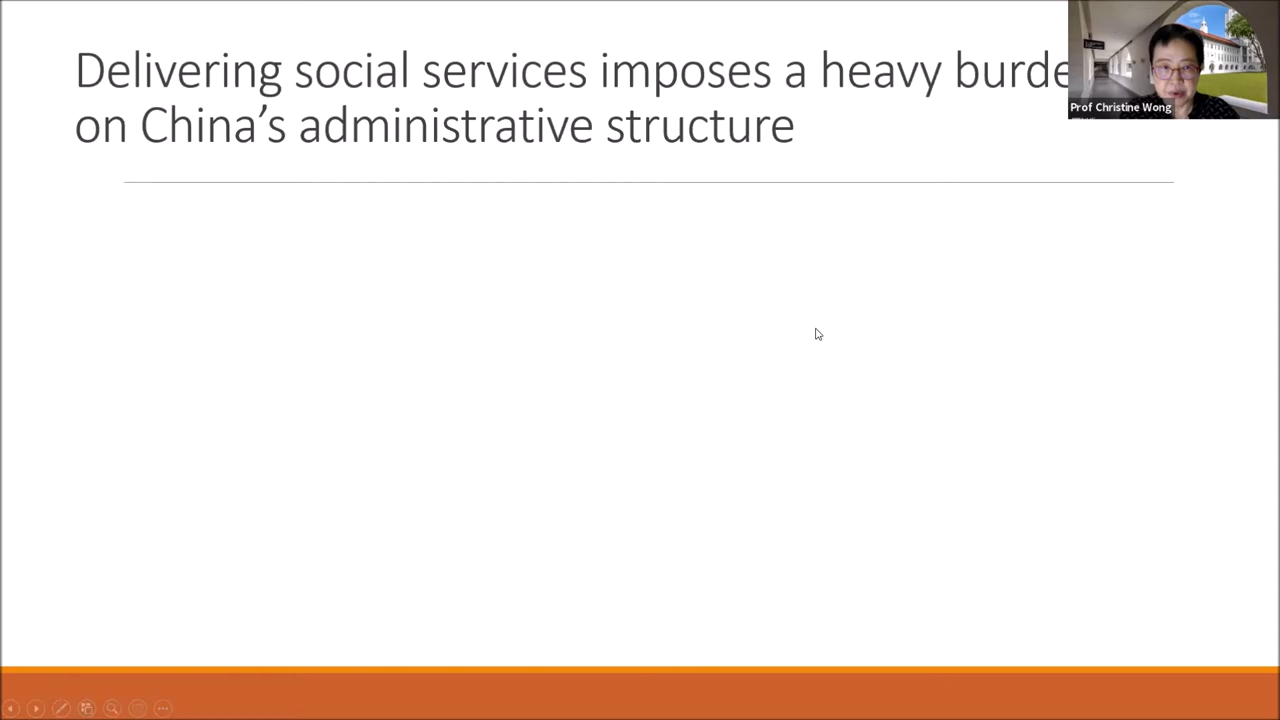 Delivering social services imposes a heavy burde
on China's administrative structure
Prof Christine Wong